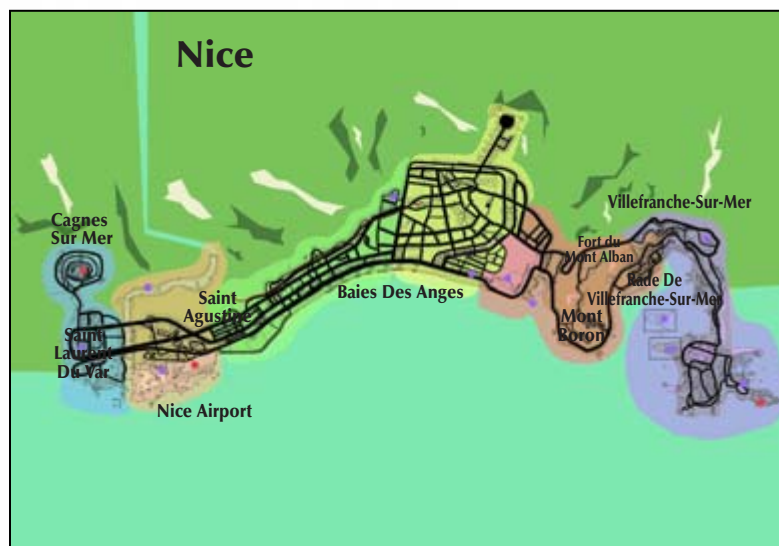 Nice
Cagnes
Sur Mer
Villefranche-Sur-Mer
Fort du
Mont Alban
Rade De
Villefranche-Sur-Mer
Saint
Agustine
Baies Des Anges
Mont
Boron
Saint
Laurent
Du Var
Nice Airport